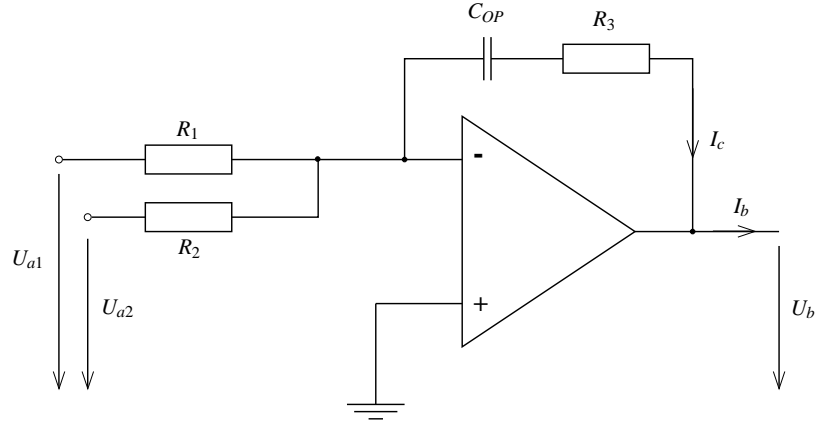 C_OP
R_3
R_1
I_c
-
I_b
R_2
U_a1
U_a2
+
U_b